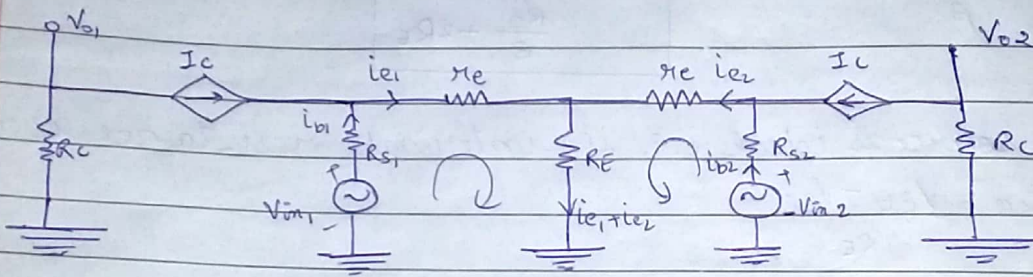 Vo1
Vo2
Ic
ie1
re
re
ie2
Ic
ib1
RC
RS1
RE
ib2
RS2
RC
+
+
Vin1
-
ie1+ie2
-
Vin2